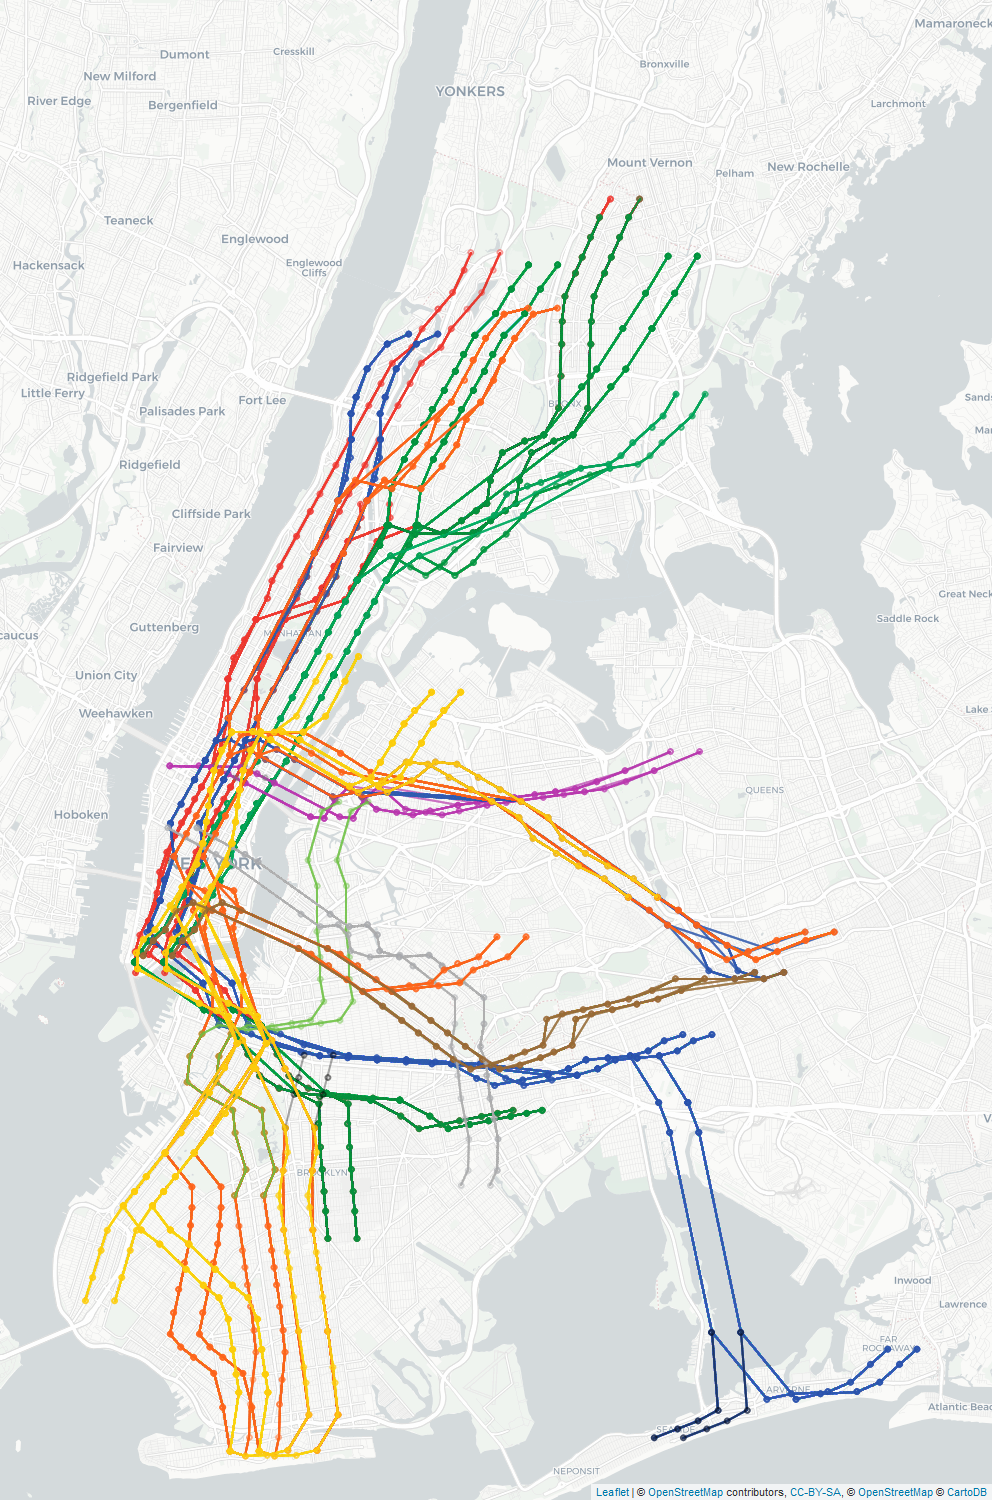 Mamaroneck
Dumont
Cresskill
New Milford
Bronxville
River Edge
Bergenfield
YONKERS
Larchmont
Mount Vernon
New Rochelle
Pelham
Teaneck
Englewood
Hackensack
Englewood
Cliffs
Ridgefield Park
Little Ferry
Fort Lee
Palisades Park
Sands
BRONX
Ridgefield
Cliffside Park
Fairview
Great Neck
caucus
Guttenberg
MANHATTAN
Saddle Rock
Union City
Weehawken
Lake
QUEENS
Hoboken
NEW YORK
BROOKLYN
Inwood
Lawrence
FAR
ROCKAWAY
ARVERNE
Atlantic Beac
SEASIDE
NEPONSIT
Leaflet | © OpenStreetMap contributors, CC-BY-SA, © OpenStreetMap © CartoDB